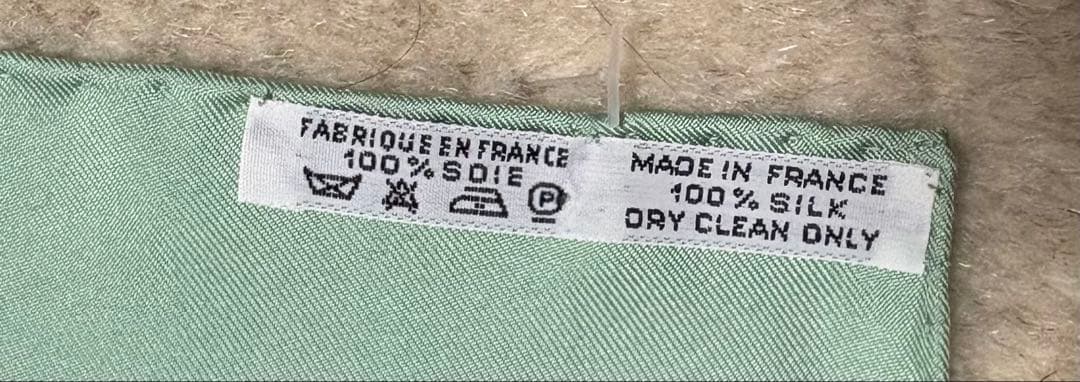 FABRIQUE EN FRANCE
100% SOIE
P
MADE IN FRANCE
100% SILK
DRY CLEAN ONLY